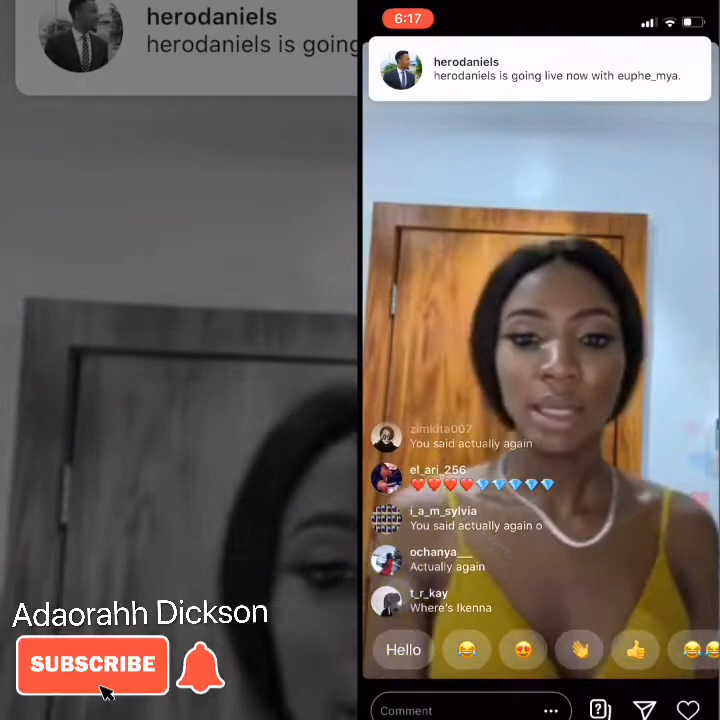 herodaniels
herodaniels is going
6:17
herodaniels
herodaniels is going live now with euphe_mya.
zimkita007
You said actually again
el_ari_256
i_a_m_sylvia
You said actually again o
ochanya___
Actually again
t_r_kay
Where's Ikenna
Hello
Comment
Adaorahh Dickson
SUBSCRIBE